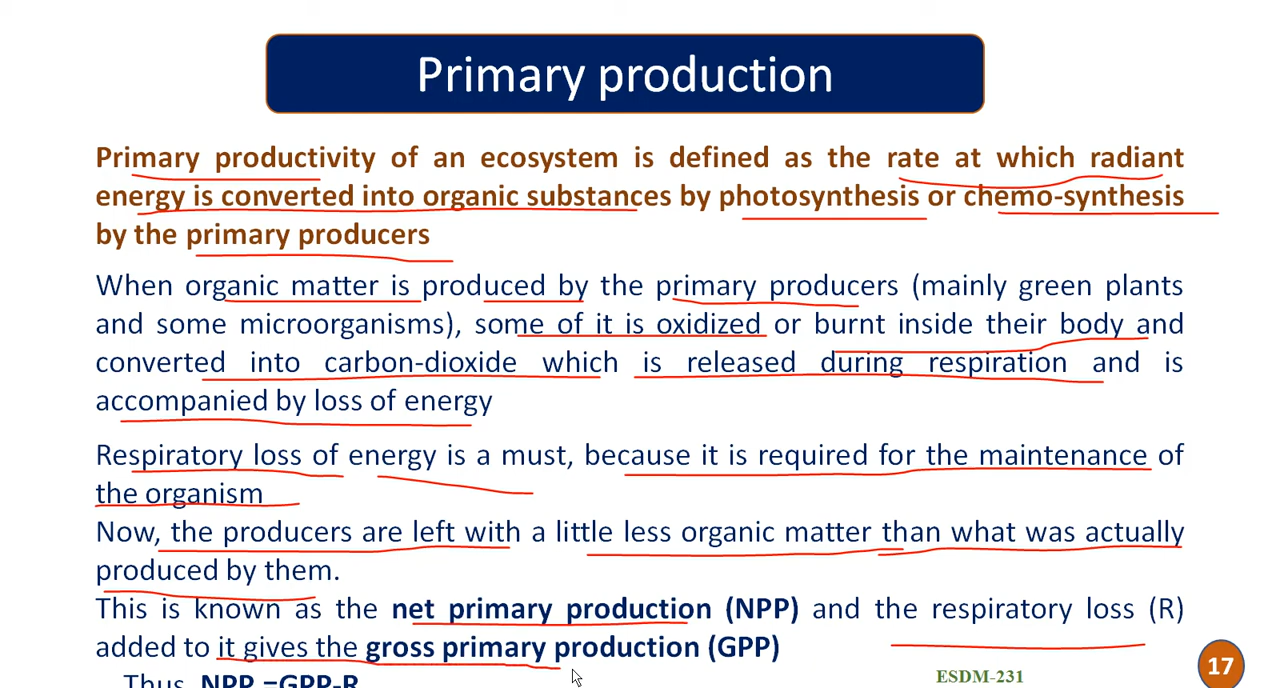 Primary production
Primary productivity of an ecosystem is defined as the rate at which radiant
energy is converted into organic substances by photosynthesis or chemo-synthesis
by the primary producers
When organic matter is produced by the primary producers (mainly green plants
and some microorganisms), some of it is oxidized or burnt inside their body and
converted into carbon-dioxide which is released during respiration and is
accompanied by loss of energy
Respiratory loss of energy is a must, because it is required for the maintenance of
the organism
Now, the producers are left with a little less organic matter than what was actually
produced by them.
This is known as the net primary production (NPP) and the respiratory loss (R)
added to it gives the gross primary production (GPP)
Thus, NPP =GPP-R
ESDM-231
17